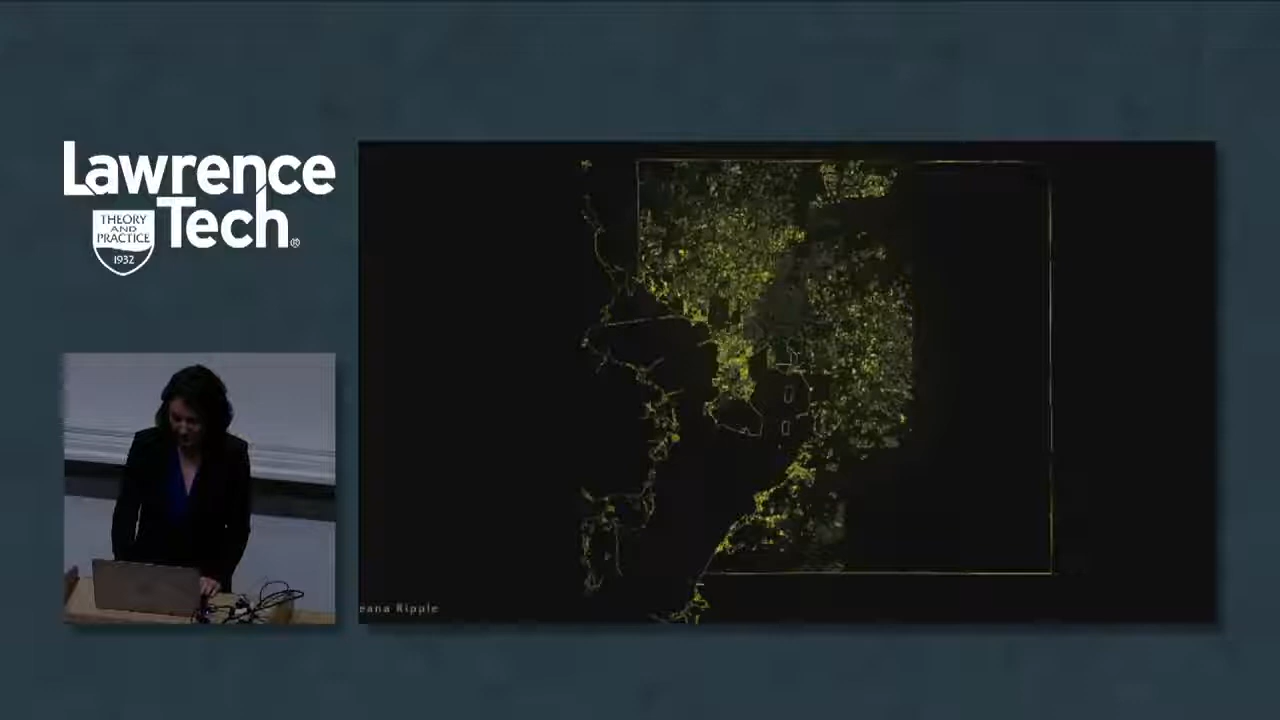 Lawrence
Tech®
THEORY
AND
PRACTICE
1932
eana Ripple